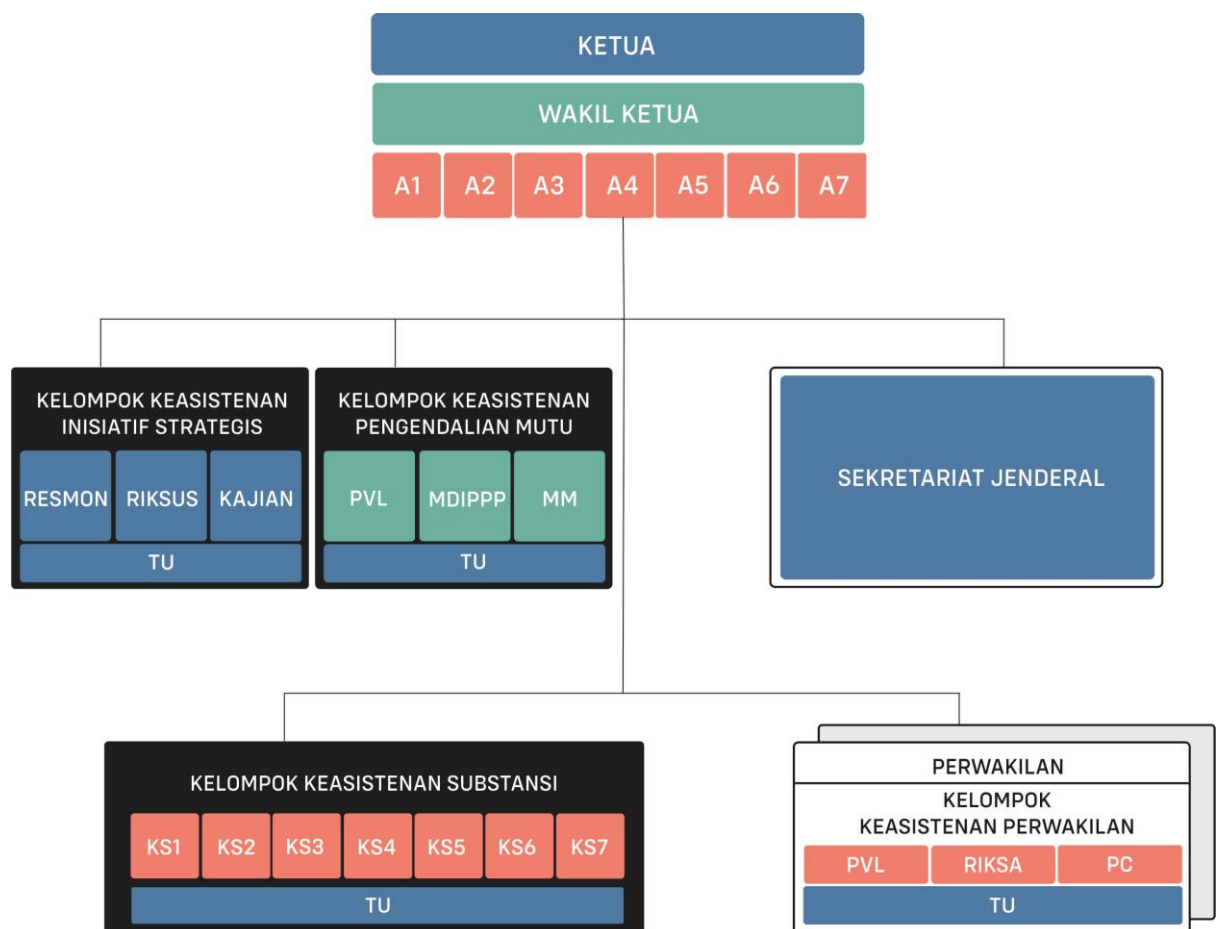 KETUA
WAKIL KETUA
A1 A2 A3 A4 A5 A6 A7
KELOMPOK KEASISTENAN
INISIATIF STRATEGIS
RESMON RIKSUS KAJIAN
TU
KELOMPOK KEASISTENAN
PENGENDALIAN MUTU
PVL MDIPPP MM
TU
SEKRETARIAT JENDERAL
KELOMPOK KEASISTENAN SUBSTANSI
KS1 KS2 KS3 KS4 KS5 KS6 KS7
TU
PERWAKILAN
KELOMPOK
KEASISTENAN PERWAKILAN
PVL RIKSA PC
TU